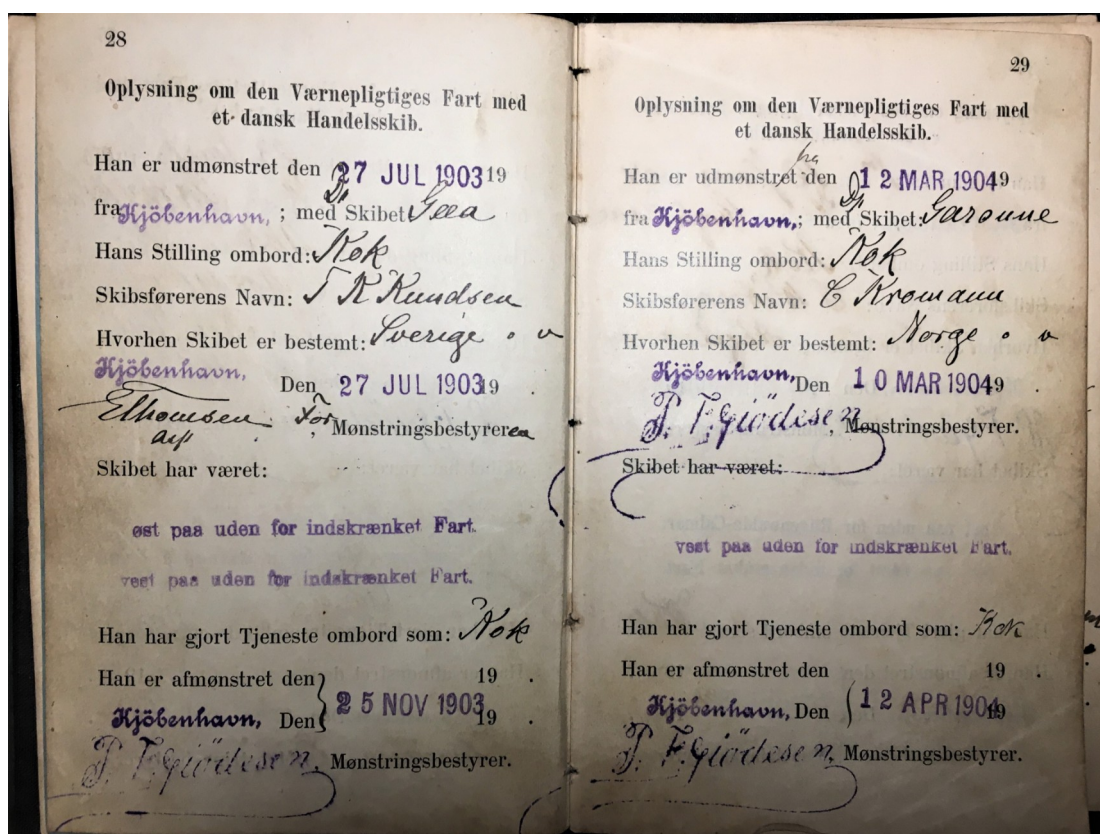 28
Oplysning om den Værnepligtiges Fart med
et dansk Handelsskib.
Han er udmønstret den 27 JUL 1903 19
fra Kjöbenhavn, ; med Skibet: Gea
Hans Stilling ombord: Kok
Skibsførerens Navn: T K Knudsen
Hvorhen Skibet er bestemt: Sverige o v
Kjöbenhavn, Den 27 JUL 1903 19 .
EThomsen For, Mønstringsbestyreren
Skibet har været:
øst paa uden for indskrænket Fart.
vest paa uden for indskrænket Fart.
Han har gjort Tjeneste ombord som: Kok
Han er afmønstret den 19 .
Kjöbenhavn, Den 25 NOV 1903 19 .
P. F. Giödesen, Mønstringsbestyrer.
29
Oplysning om den Værnepligtiges Fart med
et dansk Handelsskib.
Han er udmønstret fra den 12 MAR 1904 19
fra Kjöbenhavn, ; med Skibet: Garonne
Hans Stilling ombord: Kok
Skibsførerens Navn: C Kromann
Hvorhen Skibet er bestemt: Norge o v
Kjöbenhavn, Den 10 MAR 1904 19 .
P. F. Giödesen, Mønstringsbestyrer.
Skibet har været:
vest paa uden for indskrænket Fart.
Han har gjort Tjeneste ombord som: Kok
Han er afmønstret den 19 .
Kjöbenhavn, Den 12 APR 1904 19
P. F. Giödesen, Mønstringsbestyrer.